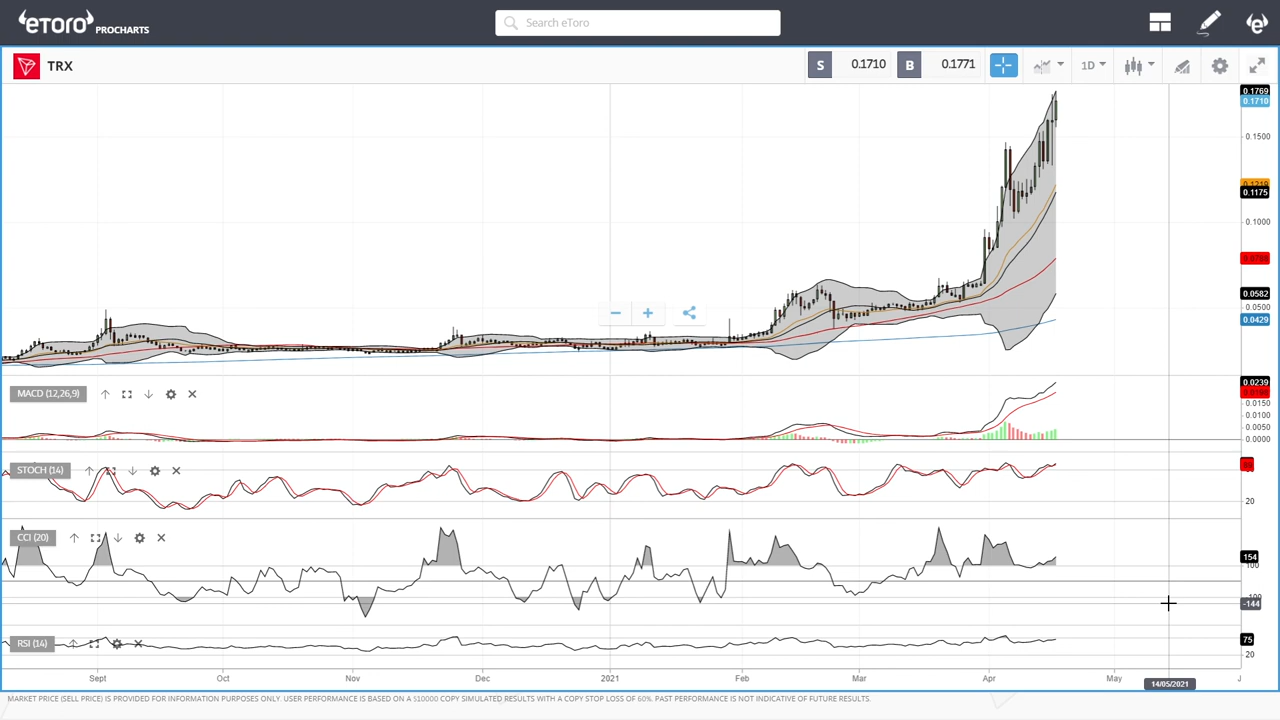 eToro PROCHARTS
Search eToro
TRX
S 0.1710 B 0.1771
1D
0.1769
0.1710
0.1500
0.1175
0.1000
0.0582
0.0500
0.0429
MACD (12,26,9)
0.0239
0.0150
0.0100
0.0050
0.0000
STOCH (14)
20
CCI (20)
154
100
-100
-144
RSI (14)
75
20
Sept Oct Nov Dec 2021 Feb Mar Apr May J
14/05/2021
MARKET PRICE (SELL PRICE) IS PROVIDED FOR INFORMATION PURPOSES ONLY. USER PERFORMANCE IS BASED ON A $10000 COPY SIMULATED RESULTS WITH A COPY STOP LOSS OF 60%. PAST PERFORMANCE IS NOT INDICATIVE OF FUTURE RESULTS.